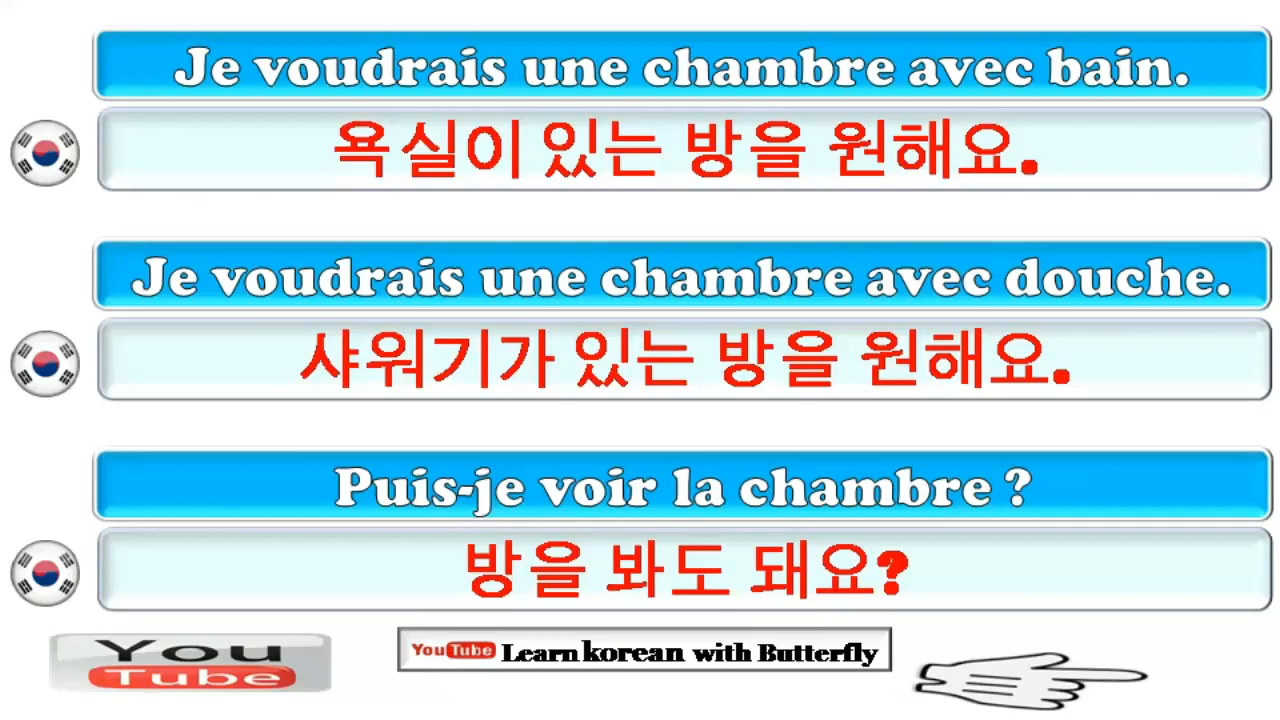 Je voudrais une chambre avec bain.
욕실이 있는 방을 원해요.
Je voudrais une chambre avec douche.
샤워기가 있는 방을 원해요.
Puis-je voir la chambre ?
방을 봐도 돼요?
You Tube
YouTube Learn korean with Butterfly